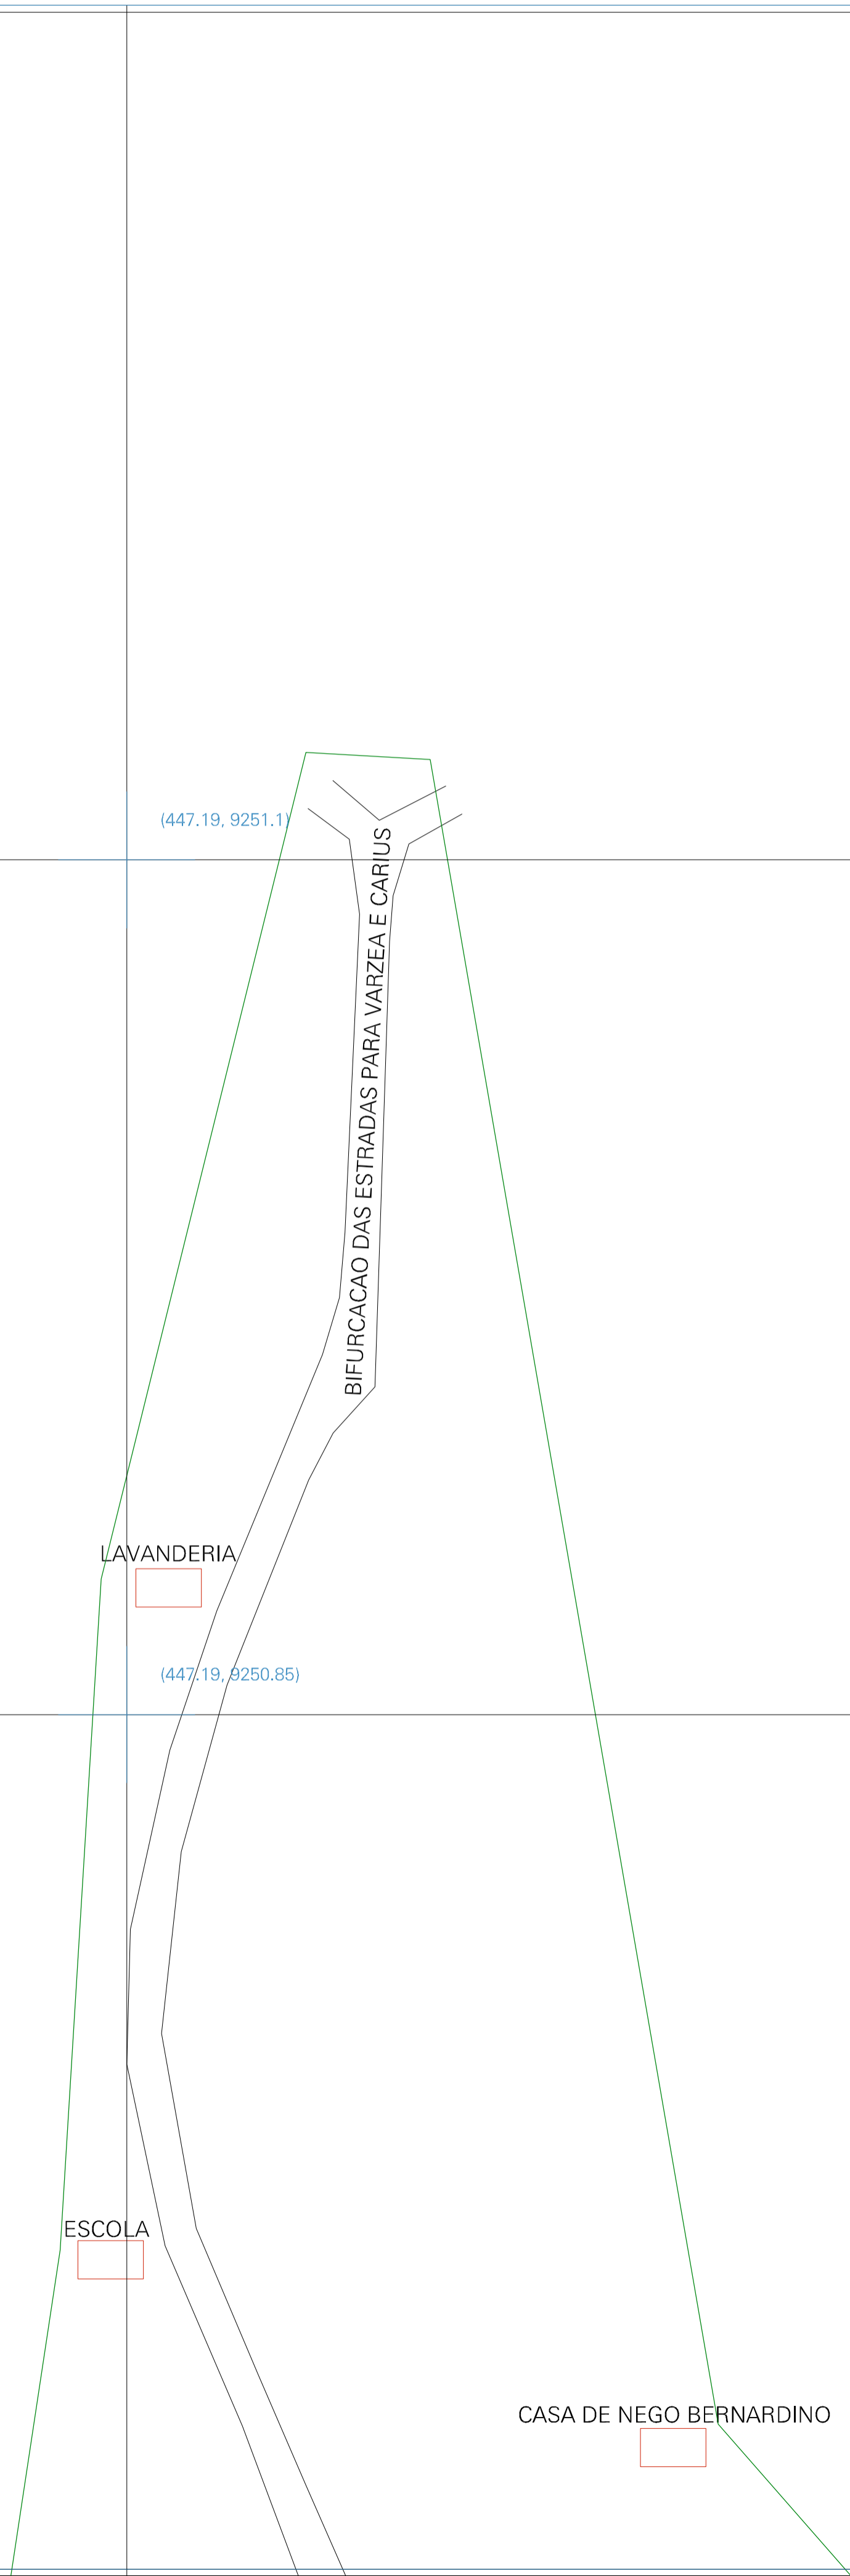 (447.19, 9251.1)
BIFURCACAO DAS ESTRADAS PARA VARZEA E CARIUS
LAVANDERIA
(447.19, 9250.85)
ESCOLA
CASA DE NEGO BERNARDINO